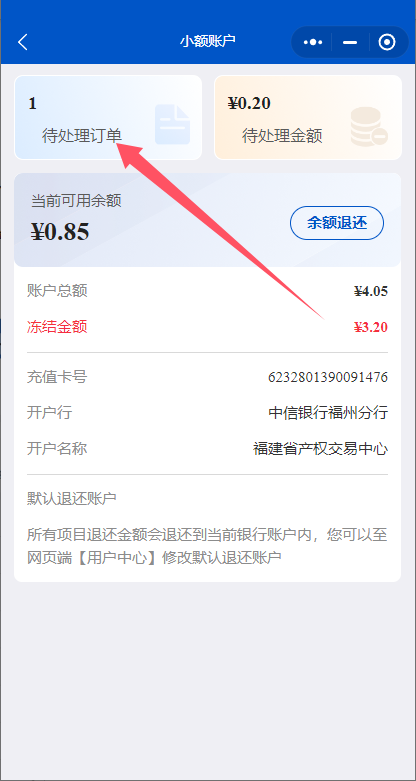 小额账户
1
待处理订单
¥0.20
待处理金额
当前可用余额
¥0.85
余额退还
账户总额 ¥4.05
冻结金额 ¥3.20
充值卡号 6232801390091476
开户行 中信银行福州分行
开户名称 福建省产权交易中心
默认退还账户
所有项目退还金额会退还到当前银行账户内，您可以至
网页端【用户中心】修改默认退还账户